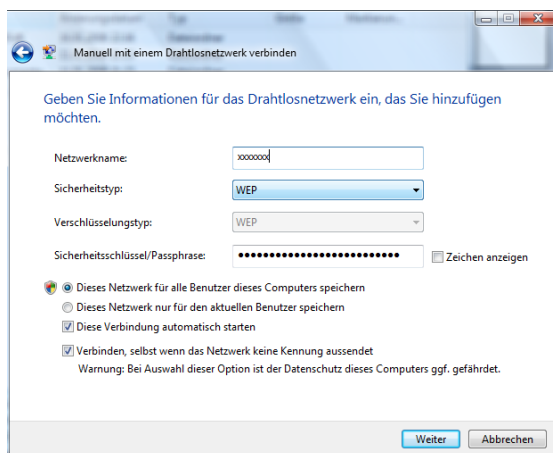 Manuell mit einem Drahtlosnetzwerk verbinden
Geben Sie Informationen für das Drahtlosnetzwerk ein, das Sie hinzufügen
möchten.
Netzwerkname: xxxxxxx
Sicherheitstyp: WEP
Verschlüsselungstyp: WEP
Sicherheitsschlüssel/Passphrase: ●●●●●●●●●●●●●●●●●●●●●●●●●● Zeichen anzeigen
Dieses Netzwerk für alle Benutzer dieses Computers speichern
Dieses Netzwerk nur für den aktuellen Benutzer speichern
Diese Verbindung automatisch starten
Verbinden, selbst wenn das Netzwerk keine Kennung aussendet
Warnung: Bei Auswahl dieser Option ist der Datenschutz dieses Computers ggf. gefährdet.
Weiter Abbrechen